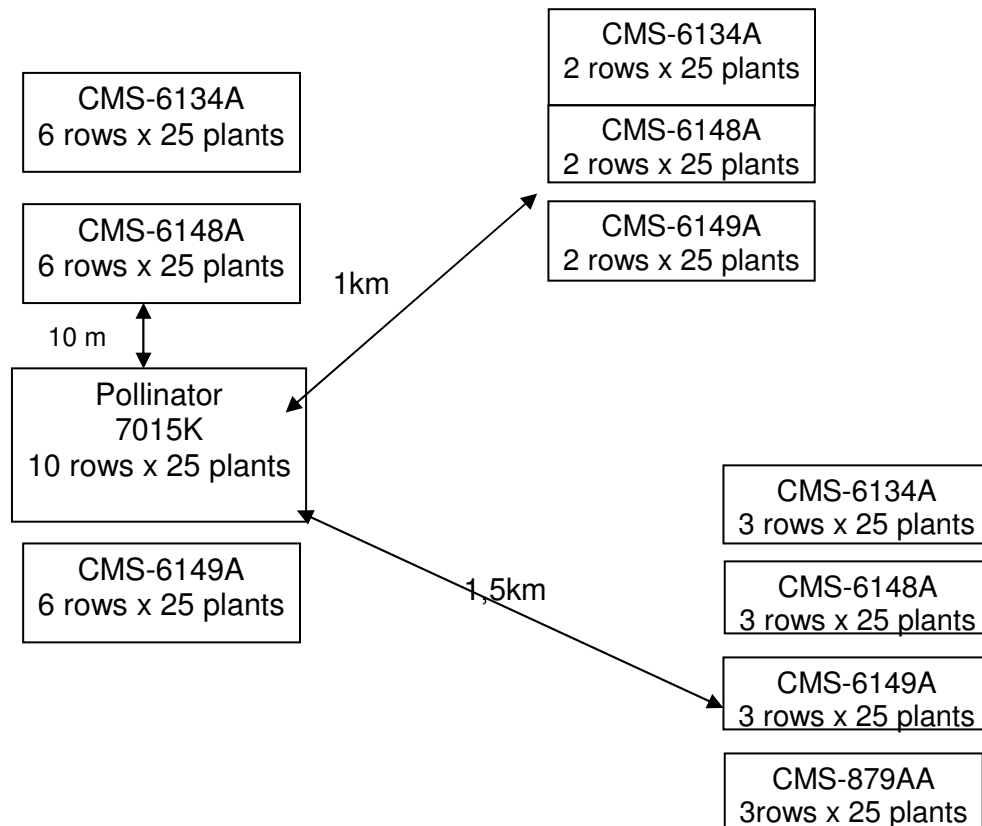 CMS-6134A
6 rows x 25 plants
CMS-6148A
6 rows x 25 plants
10 m
Pollinator
7015K
10 rows x 25 plants
CMS-6149A
6 rows x 25 plants
CMS-6134A
2 rows x 25 plants
CMS-6148A
2 rows x 25 plants
CMS-6149A
2 rows x 25 plants
1km
1,5km
CMS-6134A
3 rows x 25 plants
CMS-6148A
3 rows x 25 plants
CMS-6149A
3 rows x 25 plants
CMS-879AA
3rows x 25 plants